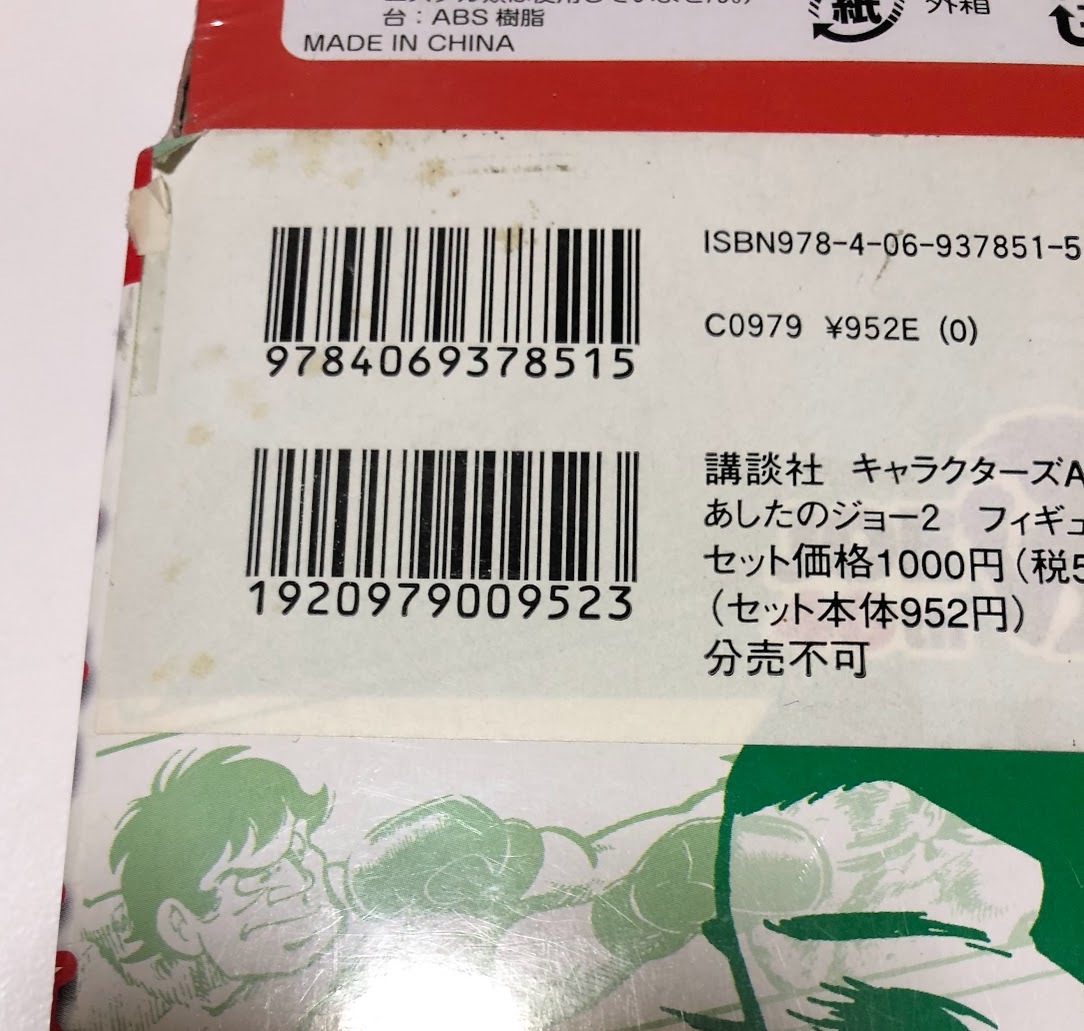 台：ABS 樹脂
紙
外箱
MADE IN CHINA
ISBN978-4-06-937851-5
9784069378515
C0979 ¥952E (0)
講談社 キャラクターズA
あしたのジョー2 フィギュ
セット価格1000円（税5
（セット本体952円）
分売不可
1920979009523